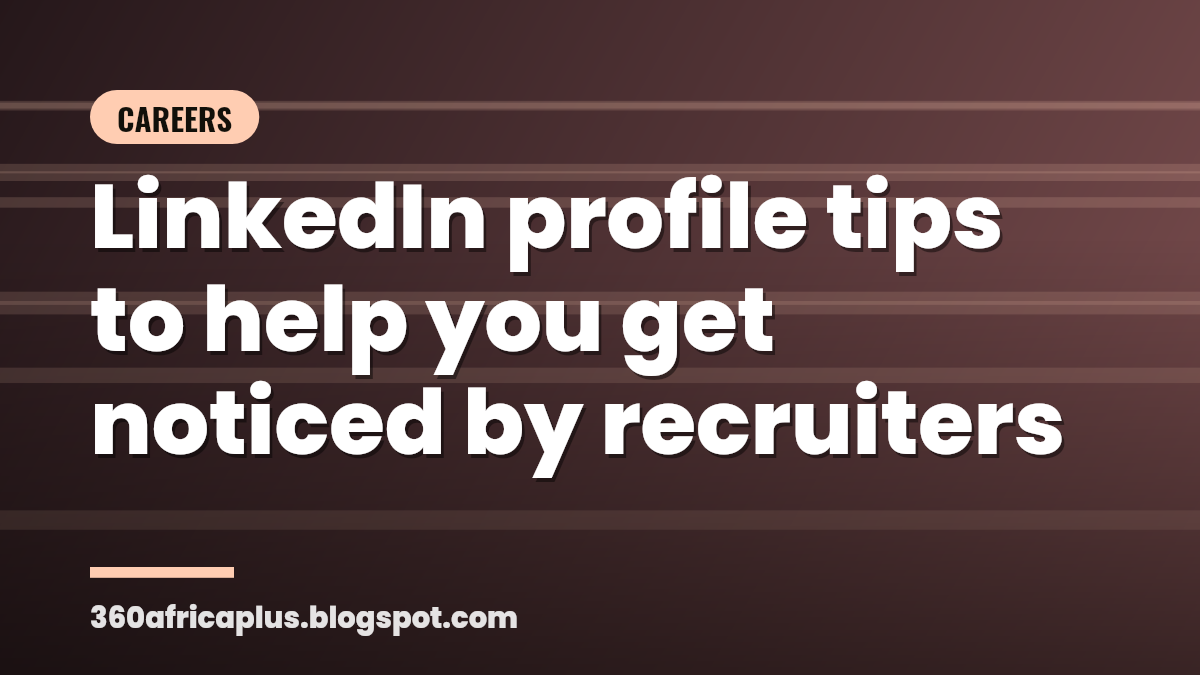 CAREERS
LinkedIn profile tips
to help you get
noticed by recruiters
360africaplus.blogspot.com